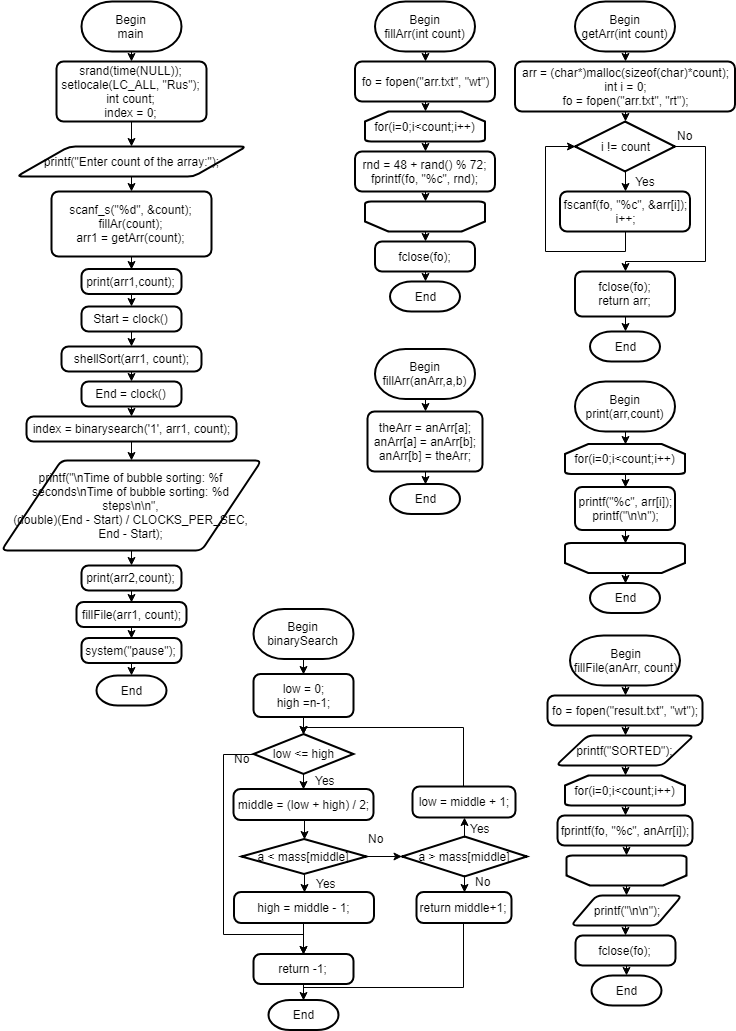 Begin
main
srand(time(NULL));
setlocale(LC_ALL, "Rus");
int count;
index = 0;
printf("Enter count of the array:");
scanf_s("%d", &count);
fillAr(count);
arr1 = getArr(count);
print(arr1,count);
Start = clock()
shellSort(arr1, count);
End = clock()
index = binarysearch('1', arr1, count);
printf("\nTime of bubble sorting: %f
seconds\nTime of bubble sorting: %d
steps\n\n",
(double)(End - Start) / CLOCKS_PER_SEC,
End - Start);
print(arr2,count);
fillFile(arr1, count);
system("pause");
End
Begin
fillArr(int count)
fo = fopen("arr.txt", "wt")
for(i=0;i<count;i++)
rnd = 48 + rand() % 72;
fprintf(fo, "%c", rnd);
fclose(fo);
End
Begin
getArr(int count)
arr = (char*)malloc(sizeof(char)*count);
int i = 0;
fo = fopen("arr.txt", "rt");
i != count
No
Yes
fscanf(fo, "%c", &arr[i]);
i++;
fclose(fo);
return arr;
End
Begin
fillArr(anArr,a,b)
theArr = anArr[a];
anArr[a] = anArr[b];
anArr[b] = theArr;
End
Begin
print(arr,count)
for(i=0;i<count;i++)
printf("%c", arr[i]);
printf("\n\n");
End
Begin
binarySearch
low = 0;
high =n-1;
low <= high
No
Yes
middle = (low + high) / 2;
a < mass[middle]
No
Yes
high = middle - 1;
low = middle + 1;
Yes
a > mass[middle]
No
return middle+1;
return -1;
End
Begin
fillFile(anArr, count)
fo = fopen("result.txt", "wt");
printf("SORTED");
for(i=0;i<count;i++)
fprintf(fo, "%c", anArr[i]);
printf("\n\n");
fclose(fo);
End